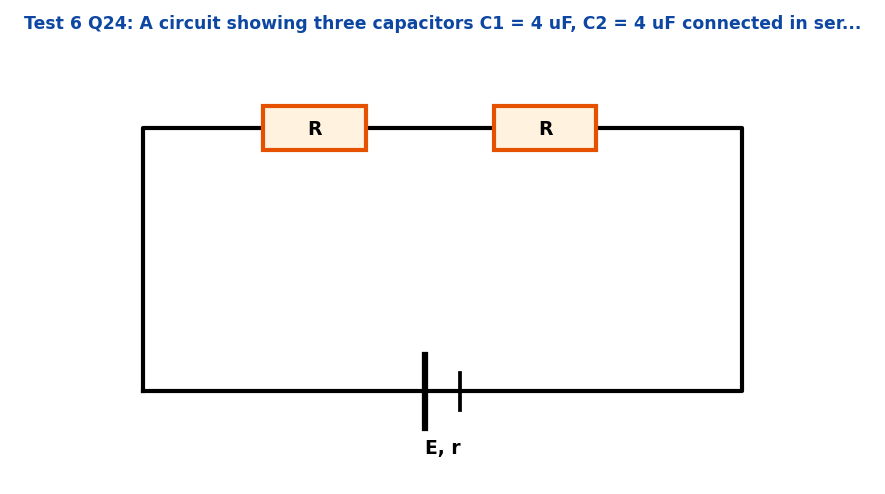 Test 6 Q24: A circuit showing three capacitors C1 = 4 uF, C2 = 4 uF connected in ser...
R R
E, r